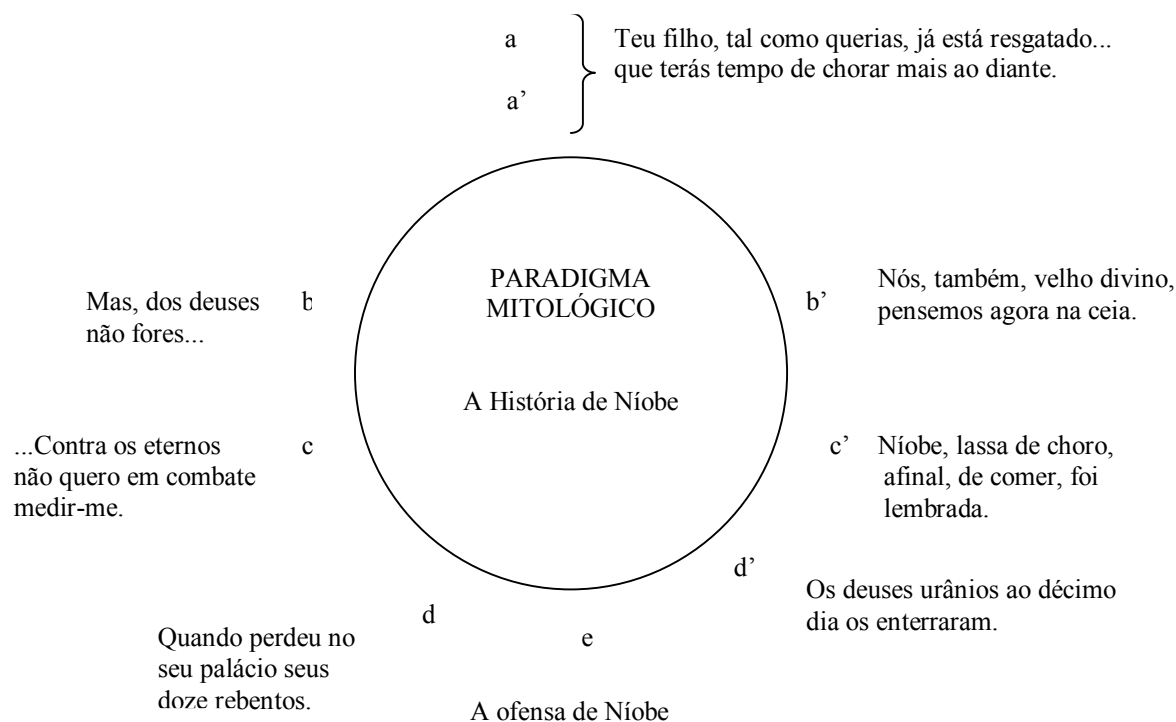 a
Teu filho, tal como querias, já está resgatado...
que terás tempo de chorar mais ao diante.
a’
PARADIGMA
MITOLÓGICO
A História de Níobe
Mas, dos deuses
não fores...
b
b’
Nós, também, velho divino,
pensemos agora na ceia.
...Contra os eternos
não quero em combate
medir-me.
c
c’
Níobe, lassa de choro,
afinal, de comer, foi
lembrada.
d’
Os deuses urânios ao décimo
dia os enterraram.
d
Quando perdeu no
seu palácio seus
doze rebentos.
e
A ofensa de Níobe